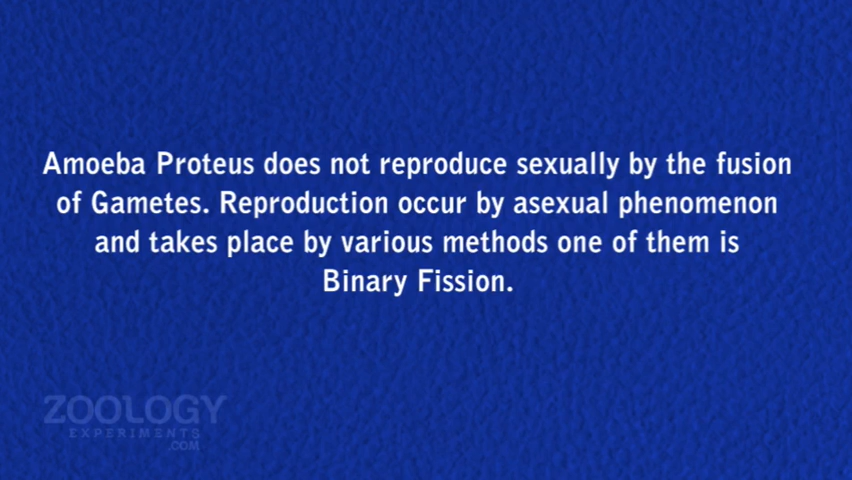 Amoeba Proteus does not reproduce sexually by the fusion
of Gametes. Reproduction occur by asexual phenomenon
and takes place by various methods one of them is
Binary Fission.
ZOOLOGY
EXPERIMENTS
.COM